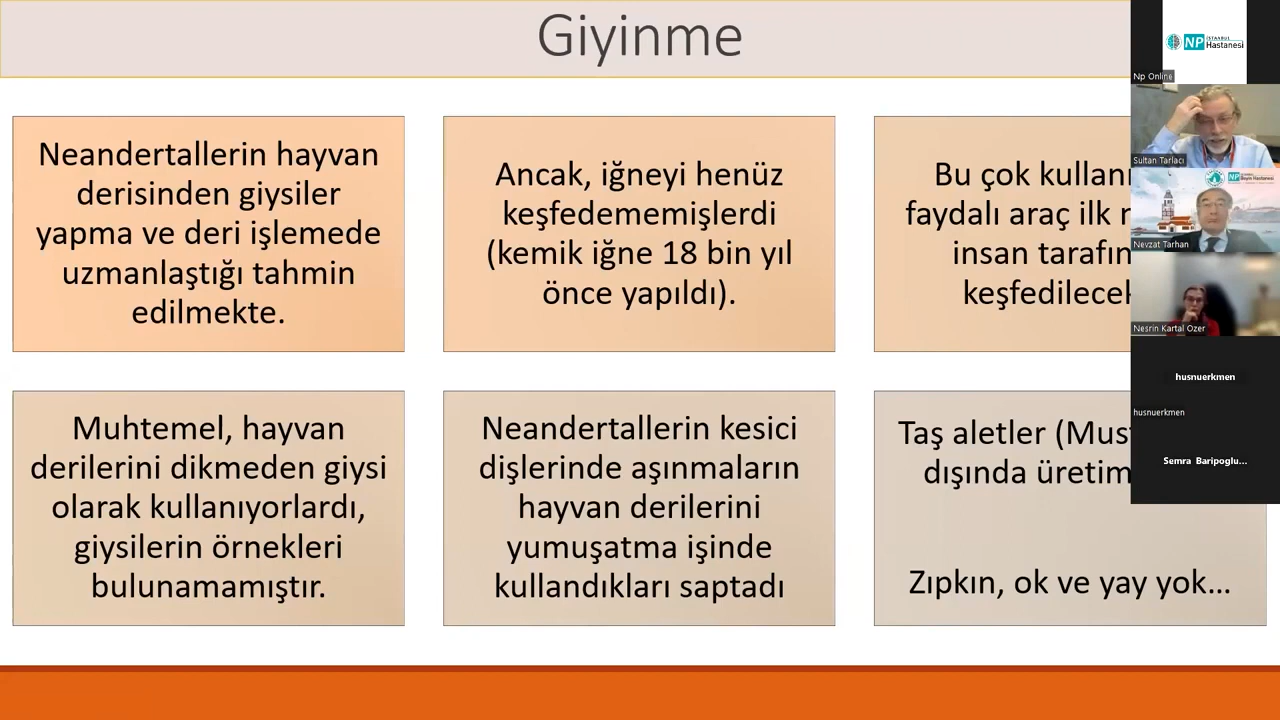 Giyinme
Neandertallerin hayvan
derisinden giysiler
yapma ve deri işlemede
uzmanlaştığı tahmin
edilmekte.
Ancak, iğneyi henüz
keşfedememişlerdi
(kemik iğne 18 bin yıl
önce yapıldı).
Bu çok
faydalı araç ilk
insan
Muhtemel, hayvan
derilerini dikmeden giysi
olarak kullanıyorlardı,
giysilerin örnekleri
bulunamamıştır.
Neandertallerin kesici
dişlerinde aşınmaların
hayvan derilerini
yumuşatma işinde
kullandıkları saptadı
Taş aletler
dışında
Zıpkın, ok ve yay yok...
NP İSTANBUL
Hastanesi
Np Online
Sultan Tarlacı
Nevzat Tarhan
Nesrin Kartal Ozer
husnuerkmen
husnuerkmen
Semra Baripoglu...